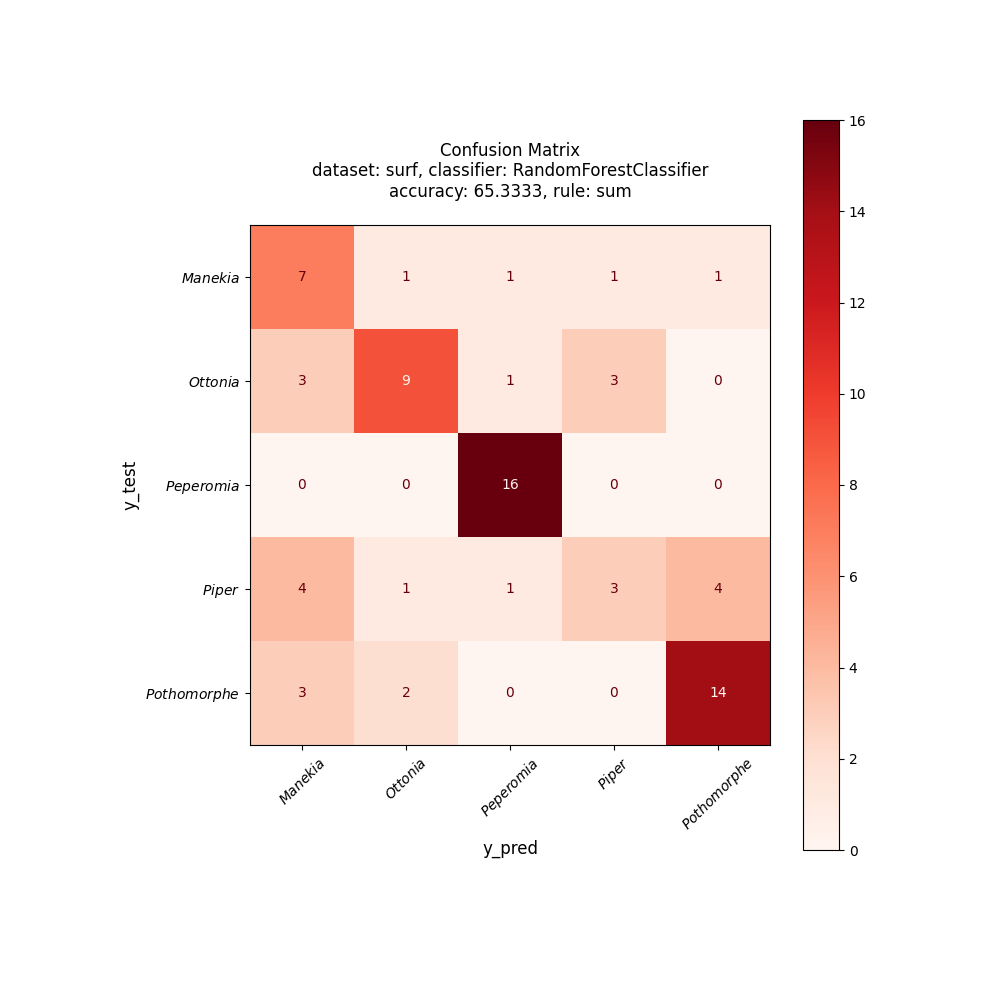 Confusion Matrix
dataset: surf, classifier: RandomForestClassifier
accuracy: 65.3333, rule: sum
y_test
Manekia 7 1 1 1 1
Ottonia 3 9 1 3 0
Peperomia 0 0 16 0 0
Piper 4 1 1 3 4
Pothomorphe 3 2 0 0 14
Manekia Ottonia Peperomia Piper Pothomorphe
y_pred
16
14
12
10
8
6
4
2
0